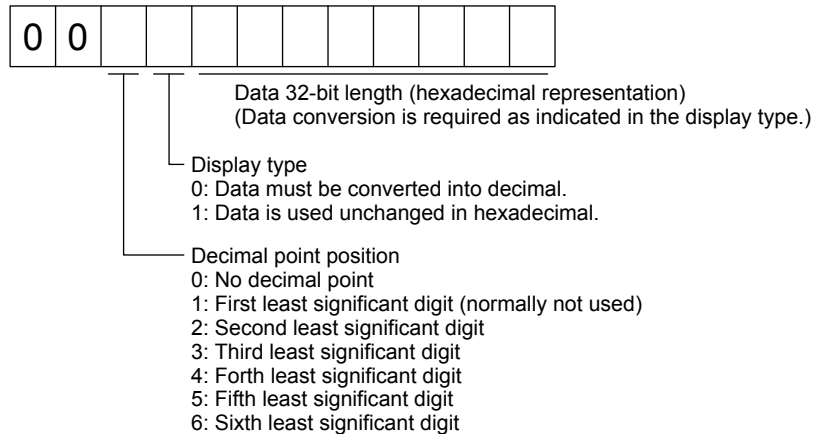 0 0
Data 32-bit length (hexadecimal representation)
(Data conversion is required as indicated in the display type.)
Display type
0: Data must be converted into decimal.
1: Data is used unchanged in hexadecimal.
Decimal point position
0: No decimal point
1: First least significant digit (normally not used)
2: Second least significant digit
3: Third least significant digit
4: Forth least significant digit
5: Fifth least significant digit
6: Sixth least significant digit